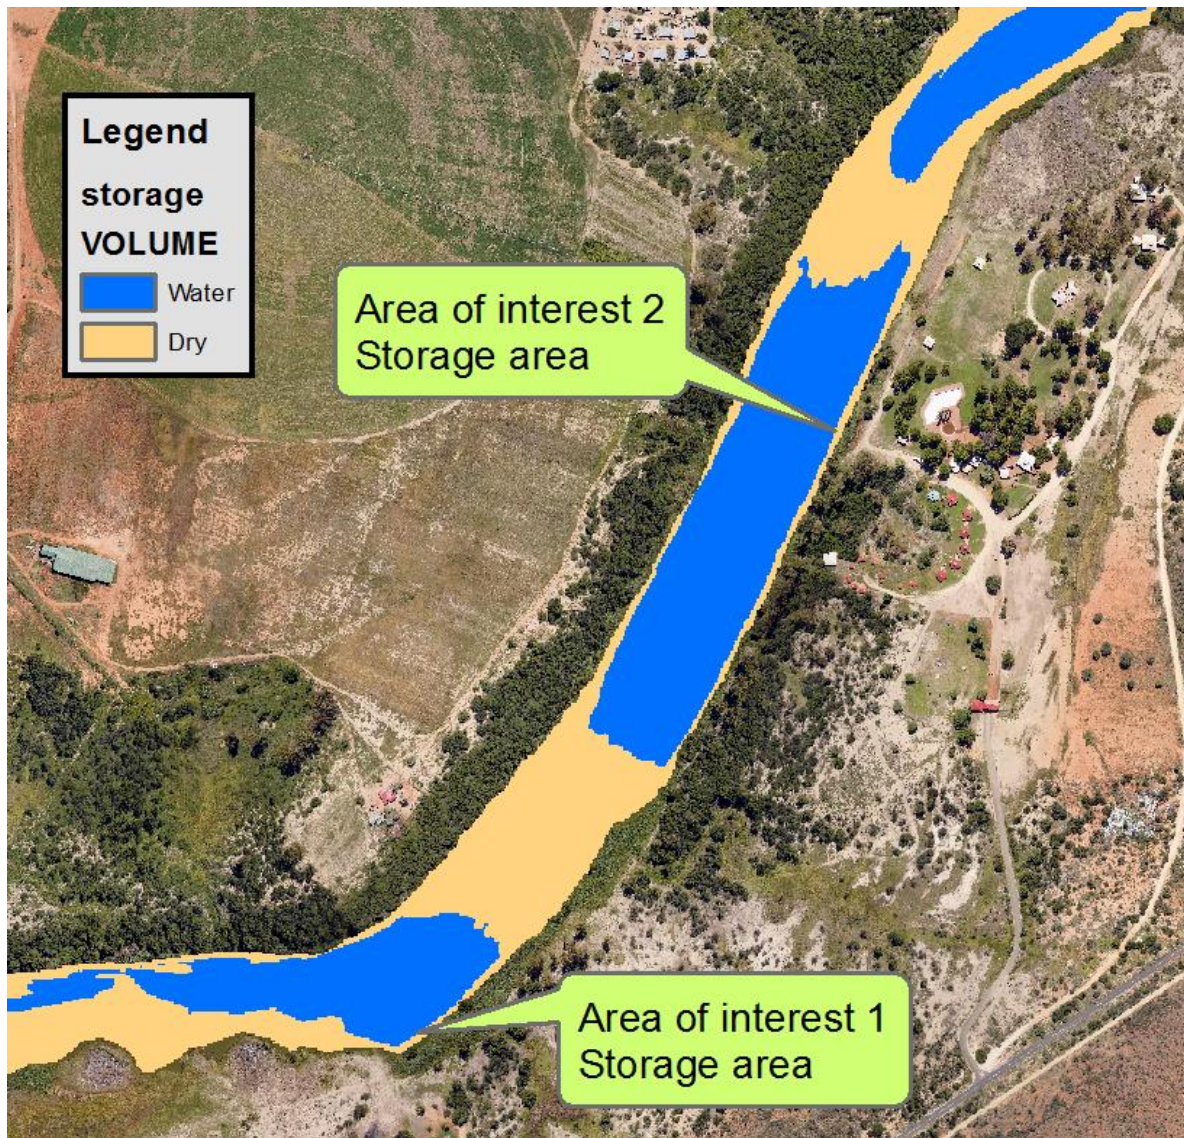 Legend
storage
VOLUME
Water
Dry
Area of interest 2
Storage area
Area of interest 1
Storage area